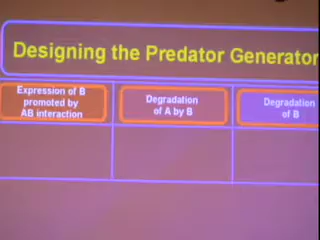 Designing the Predator Generator
Expression of B
promoted by
AB interaction
Degradation
of A by B
Degradation
of B